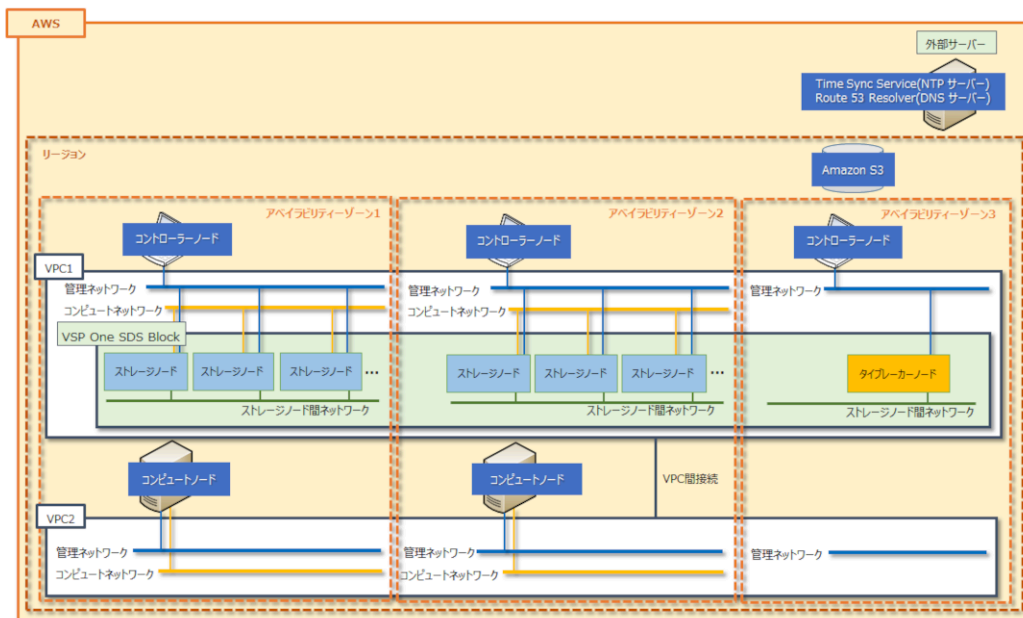 AWS
外部サーバー
Time Sync Service(NTP サーバー)
Route 53 Resolver(DNS サーバー)
リージョン
Amazon S3
アベイラビリティーゾーン1
アベイラビリティーゾーン2
アベイラビリティーゾーン3
コントローラーノード
コントローラーノード
コントローラーノード
VPC1
管理ネットワーク
管理ネットワーク
管理ネットワーク
コンピュートネットワーク
コンピュートネットワーク
VSP One SDS Block
ストレージノード
ストレージノード
ストレージノード
…
ストレージノード
ストレージノード
ストレージノード
…
タイブレーカーノード
ストレージノード間ネットワーク
ストレージノード間ネットワーク
ストレージノード間ネットワーク
コンピュートノード
コンピュートノード
VPC間接続
VPC2
管理ネットワーク
管理ネットワーク
管理ネットワーク
コンピュートネットワーク
コンピュートネットワーク